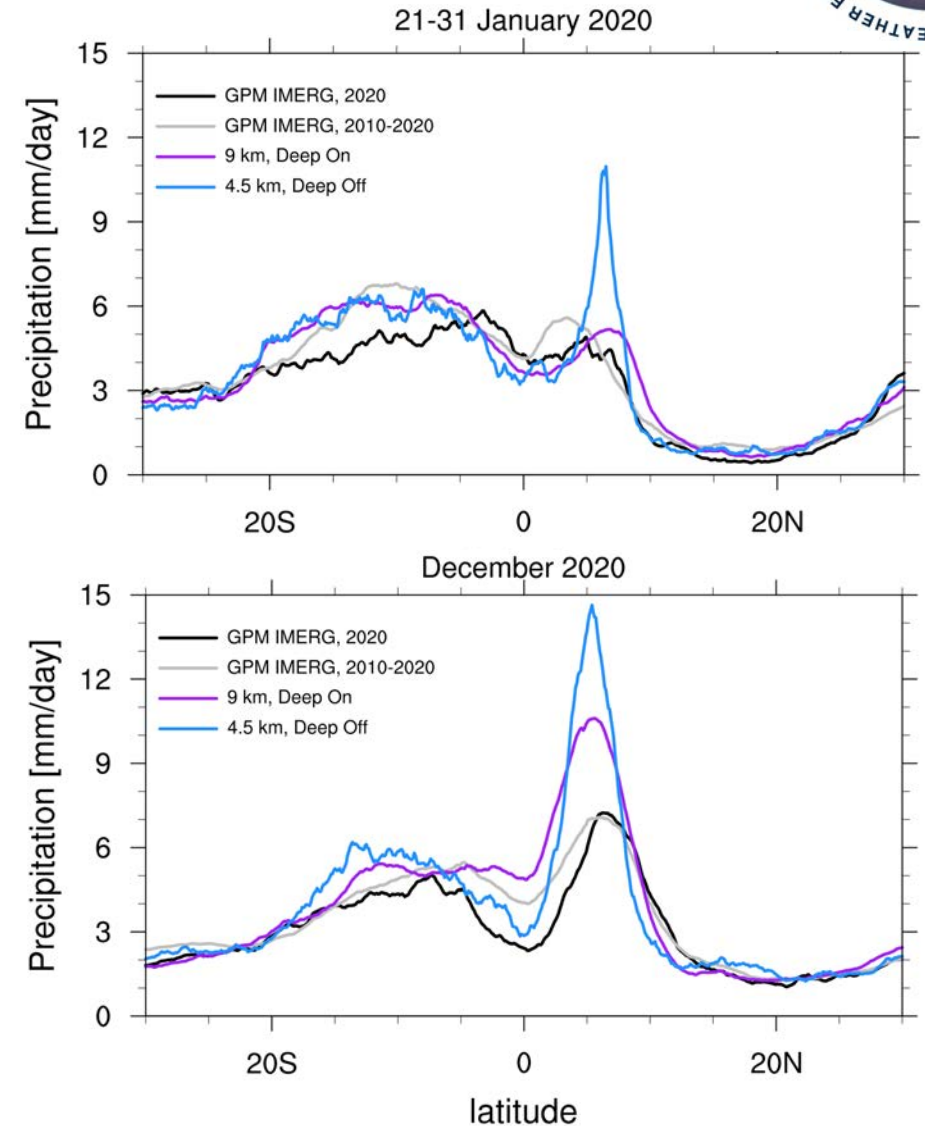 21-31 January 2020
EATHER F
Precipitation [mm/day]
15
12
9
6
3
0
GPM IMERG, 2020
GPM IMERG, 2010-2020
9 km, Deep On
4.5 km, Deep Off
20S 0 20N
December 2020
Precipitation [mm/day]
15
12
9
6
3
0
GPM IMERG, 2020
GPM IMERG, 2010-2020
9 km, Deep On
4.5 km, Deep Off
20S 0 20N
latitude